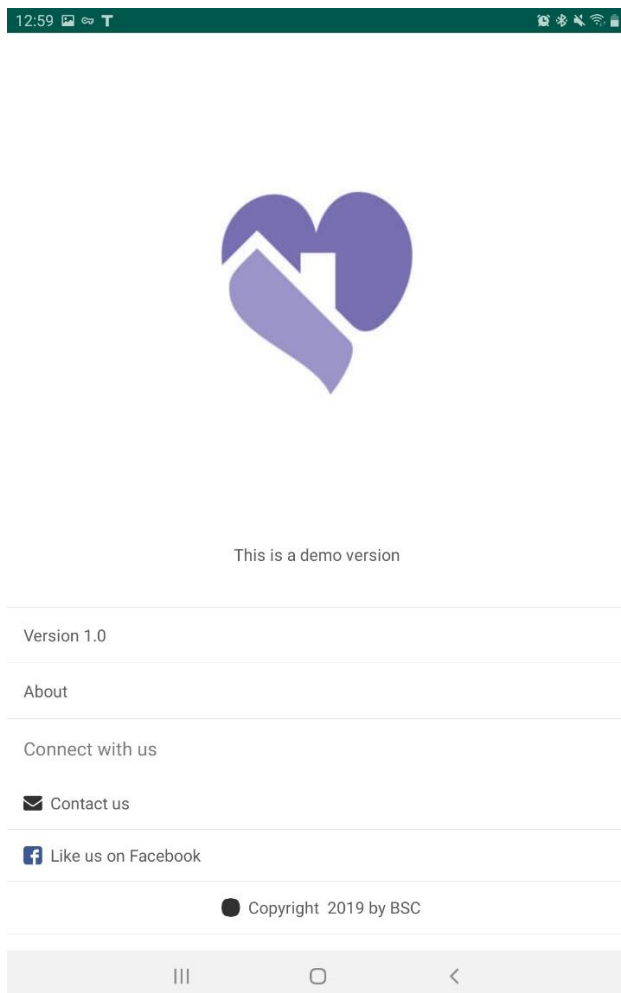 12:59
This is a demo version
Version 1.0
About
Connect with us
Contact us
Like us on Facebook
Copyright 2019 by BSC